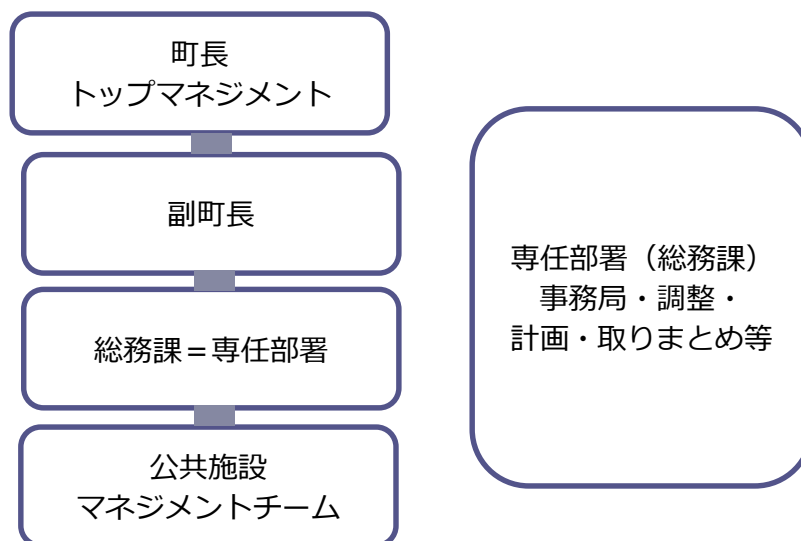 町長
トップマネジメント
副町長
総務課＝専任部署
公共施設
マネジメントチーム
専任部署（総務課）
事務局・調整・
計画・取りまとめ等